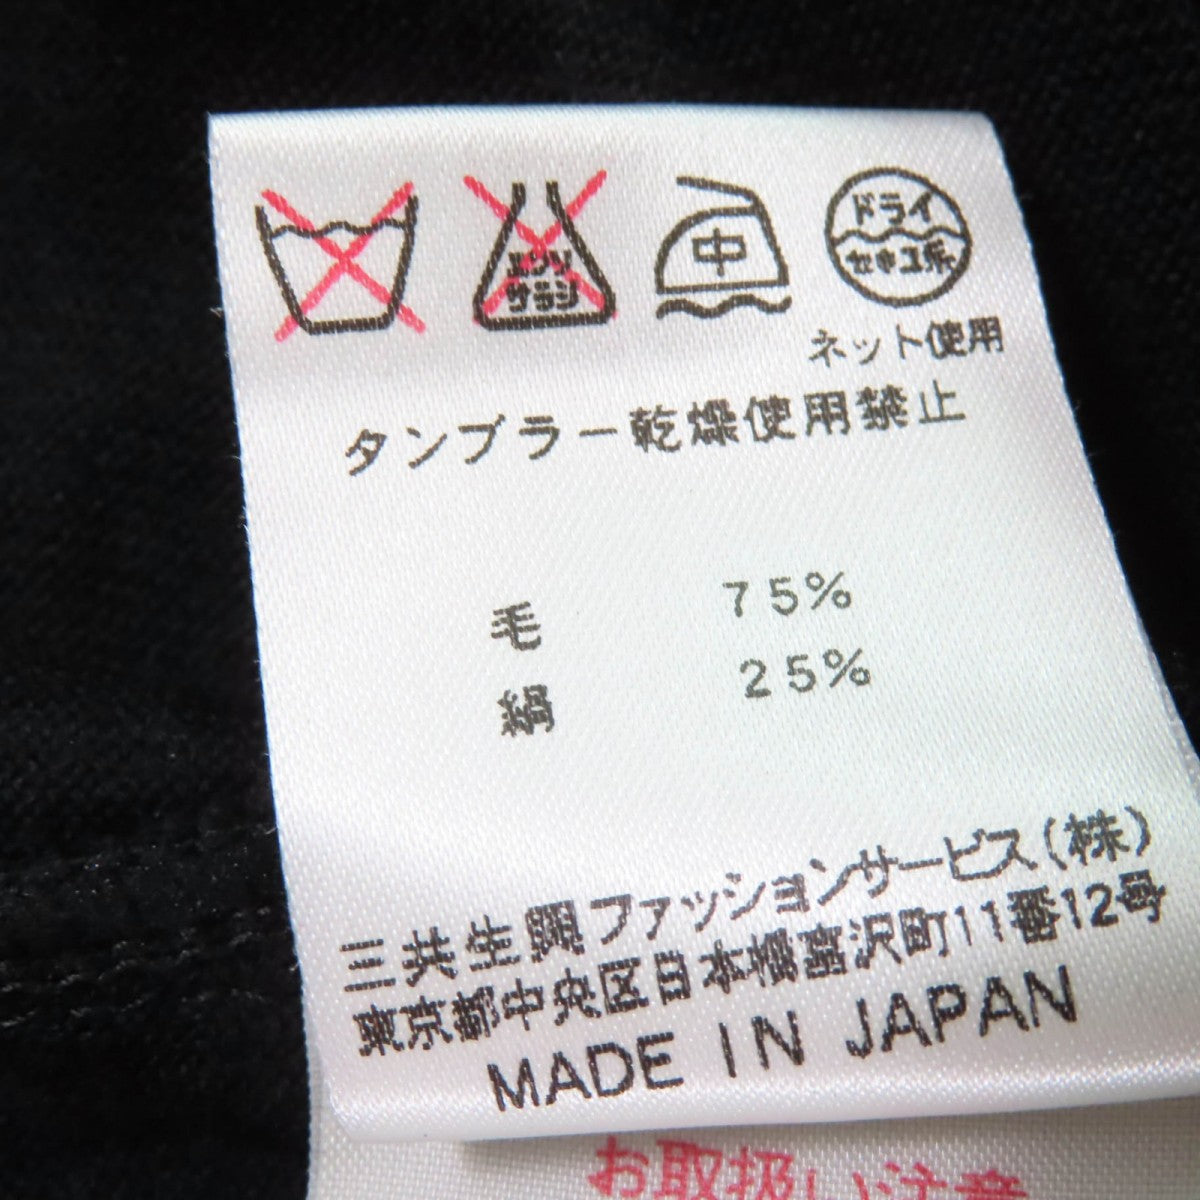 エンソ
サラシ
中
ドライ
セキユ系
ネット使用
タンブラー乾燥使用禁止
毛 75%
絹 25%
三共生興ファッションサービス(株)
東京都中央区日本橋富沢町11番12号
MADE IN JAPAN
お取扱い注意